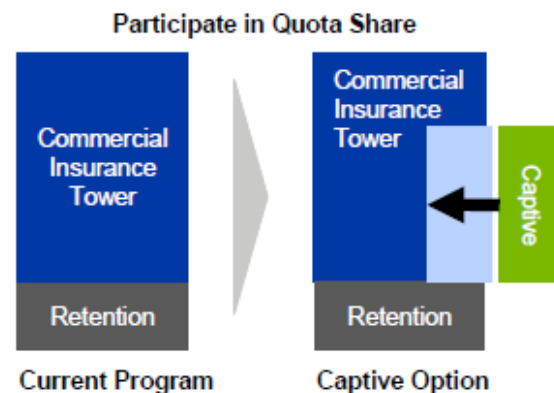 Participate in Quota Share
Commercial
Insurance
Tower
Retention
Current Program
Commercial
Insurance
Tower
Captive
Retention
Captive Option